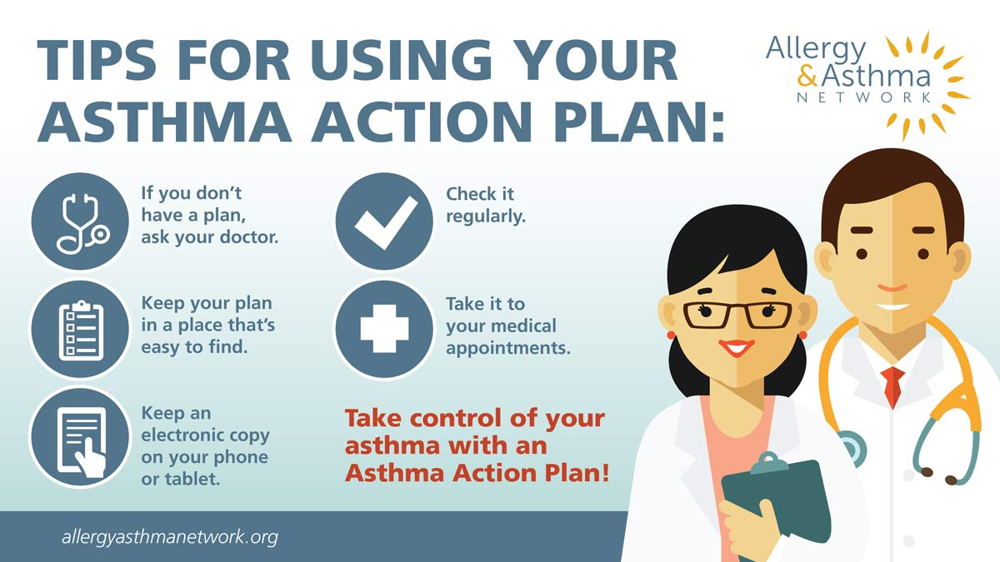 TIPS FOR USING YOUR
ASTHMA ACTION PLAN:
Allergy
&Asthma
NETWORK
If you don't
have a plan,
ask your doctor.
Keep your plan
in a place that's
easy to find.
Keep an
electronic copy
on your phone
or tablet.
Check it
regularly.
Take it to
your medical
appointments.
Take control of your
asthma with an
Asthma Action Plan!
allergyasthmanetwork.org